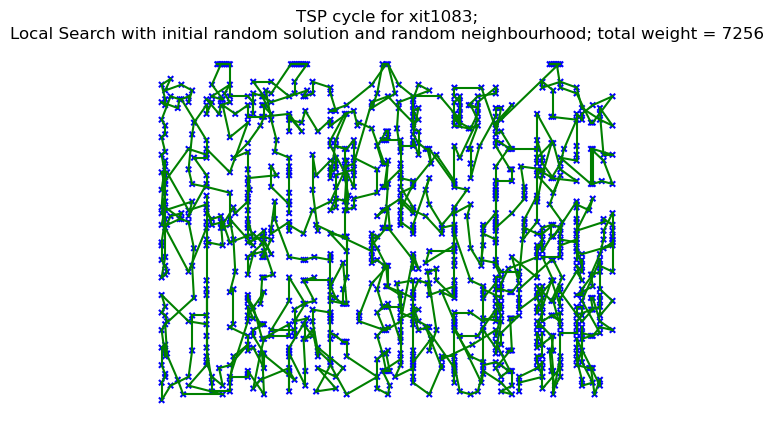 TSP cycle for xit1083;
Local Search with initial random solution and random neighbourhood; total weight = 7256